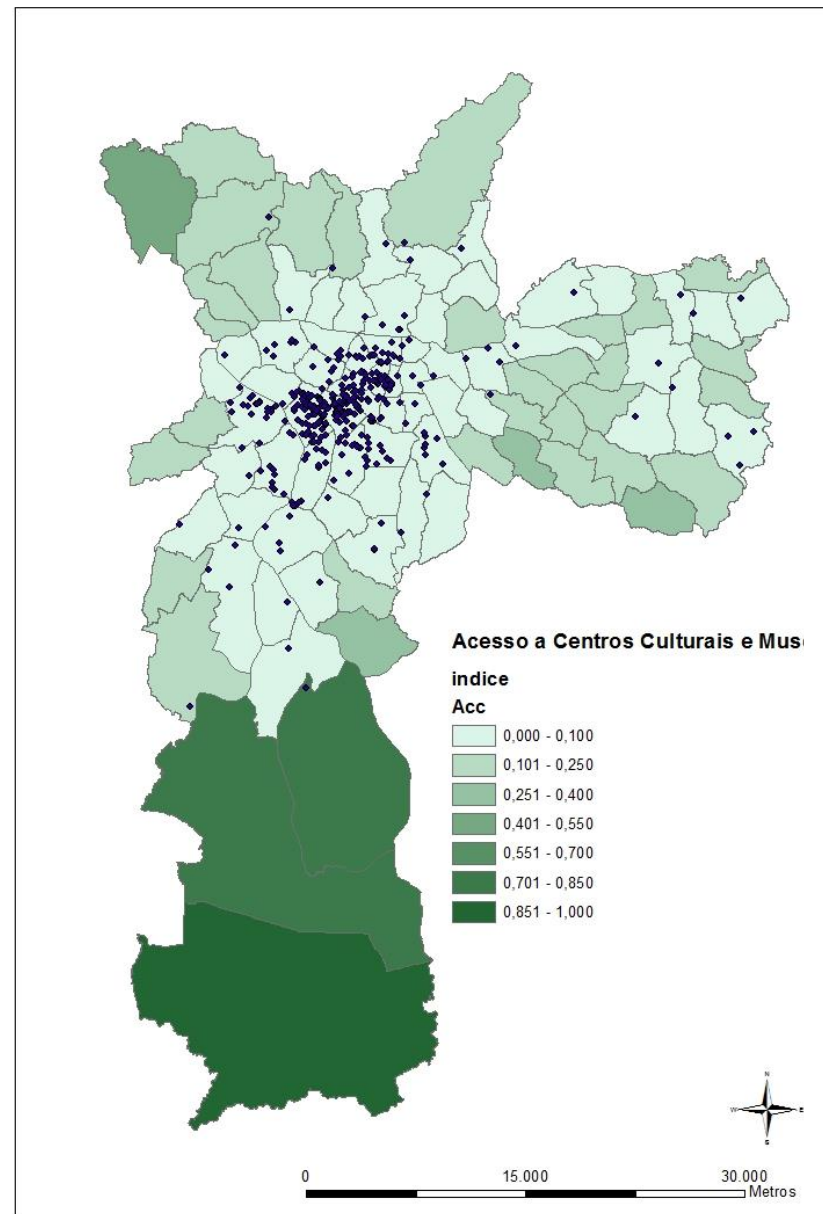 Acesso a Centros Culturais e Mus
indice
Acc
0,000 - 0,100
0,101 - 0,250
0,251 - 0,400
0,401 - 0,550
0,551 - 0,700
0,701 - 0,850
0,851 - 1,000
N
W E
S
0 15.000 30.000
Metros